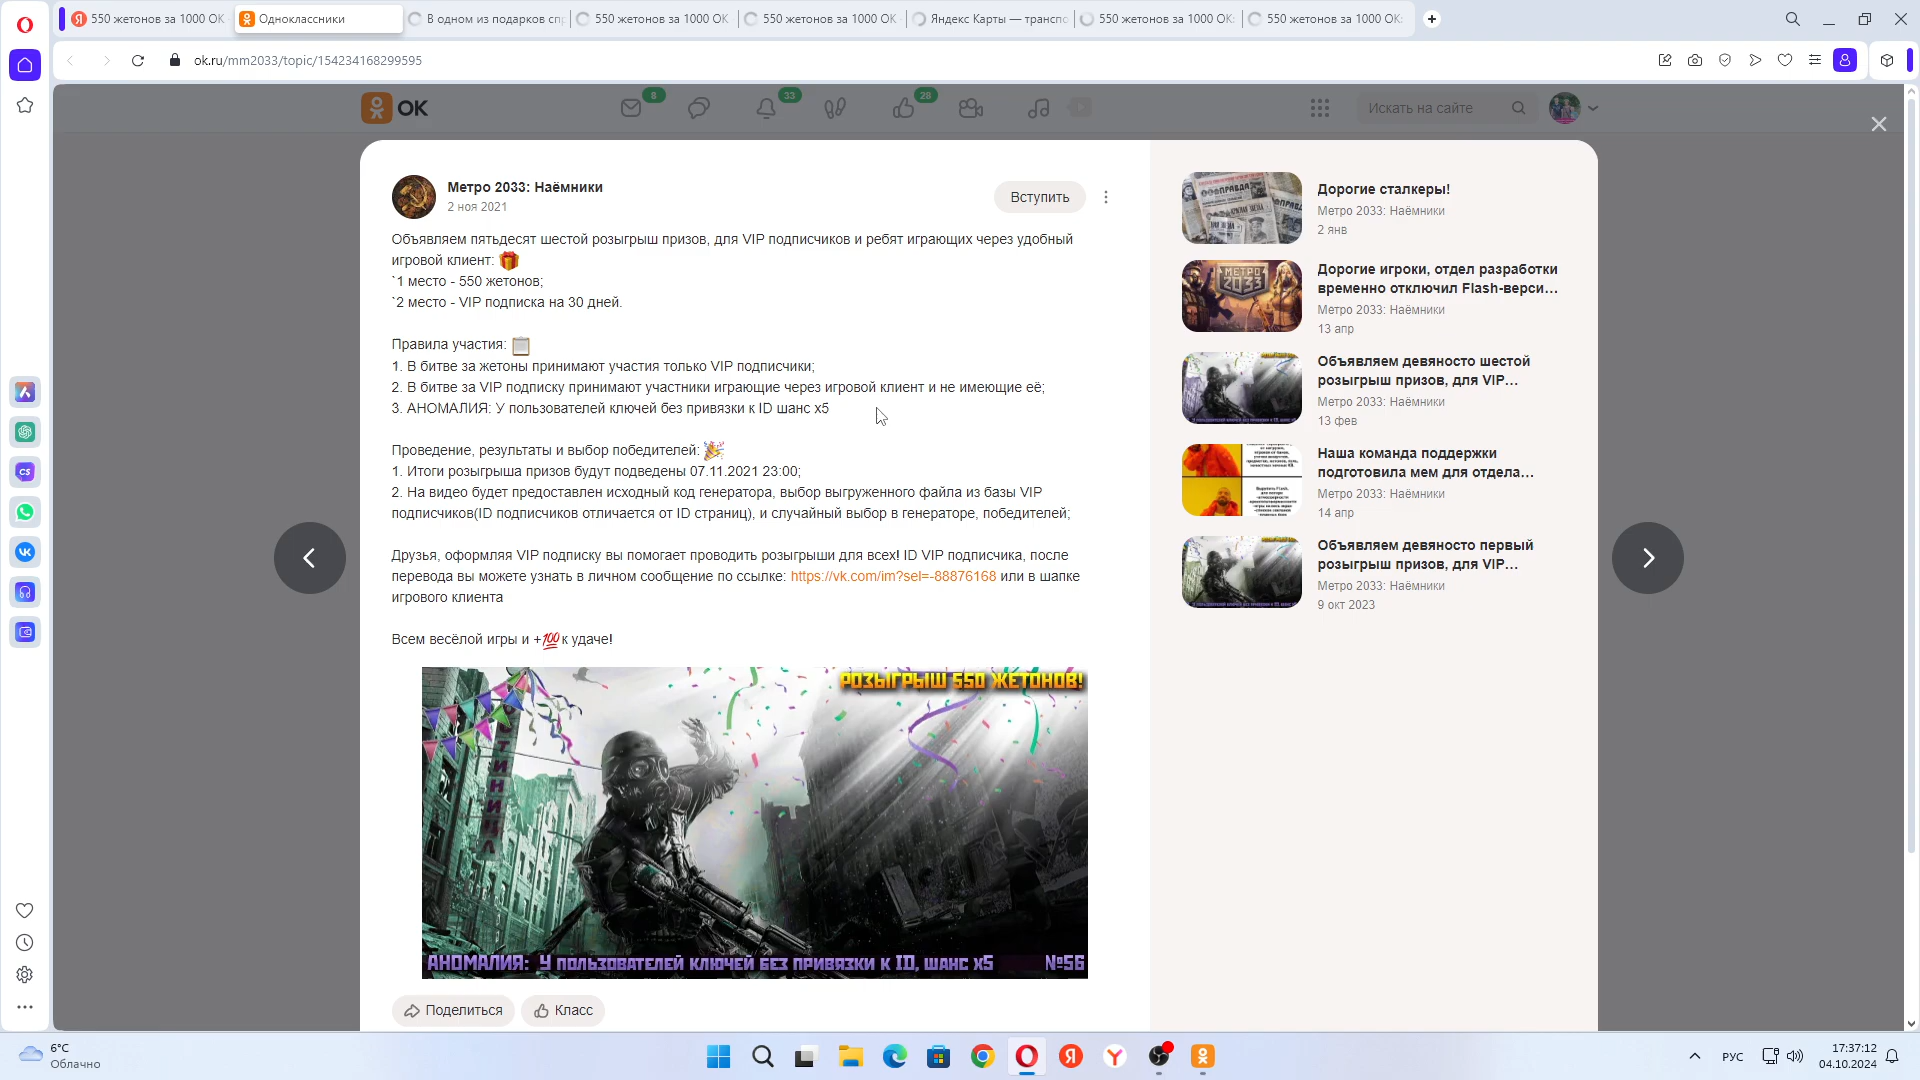 550 жетонов за 1000 ОК
Одноклассники
В одном из подарков спр
550 жетонов за 1000 ОК
550 жетонов за 1000 ОК
Яндекс Карты — транспо
550 жетонов за 1000 ОК:
550 жетонов за 1000 ОК:
ok.ru/mm2033/topic/154234168299595
ОК
8
33
28
Искать на сайте
Метро 2033: Наёмники
2 ноя 2021
Вступить
Объявляем пятьдесят шестой розыгрыш призов, для VIP подписчиков и ребят играющих через удобный
игровой клиент: 🎁
`1 место - 550 жетонов;
`2 место - VIP подписка на 30 дней.
Правила участия: 📋
1. В битве за жетоны принимают участия только VIP подписчики;
2. В битве за VIP подписку принимают участники играющие через игровой клиент и не имеющие её;
3. АНОМАЛИЯ: У пользователей ключей без привязки к ID шанс x5
Проведение, результаты и выбор победителей: 🎉
1. Итоги розыгрыша призов будут подведены 07.11.2021 23:00;
2. На видео будет предоставлен исходный код генератора, выбор выгруженного файла из базы VIP
подписчиков(ID подписчиков отличается от ID страниц), и случайный выбор в генераторе, победителей;
Друзья, оформляя VIP подписку вы помогает проводить розыгрыши для всех! ID VIP подписчика, после
перевода вы можете узнать в личном сообщение по ссылке: https://vk.com/im?sel=-88876168 или в шапке
игрового клиента
Всем весёлой игры и +💯к удаче!
РОЗЫГРЫШ 550 ЖЕТОНОВ!
АНОМАЛИЯ: У пользователей ключей без привязки к ID, шанс x5
№56
Поделиться
Класс
Дорогие сталкеры!
Метро 2033: Наёмники
2 янв
Дорогие игроки, отдел разработки
временно отключил Flash-верси...
Метро 2033: Наёмники
13 апр
Объявляем девяносто шестой
розыгрыш призов, для VIP...
Метро 2033: Наёмники
13 фев
Наша команда поддержки
подготовила мем для отдела...
Метро 2033: Наёмники
14 апр
Объявляем девяносто первый
розыгрыш призов, для VIP...
Метро 2033: Наёмники
9 окт 2023
МЕТРО
2033
6°C
Облачно
РУС
17:37:12
04.10.2024